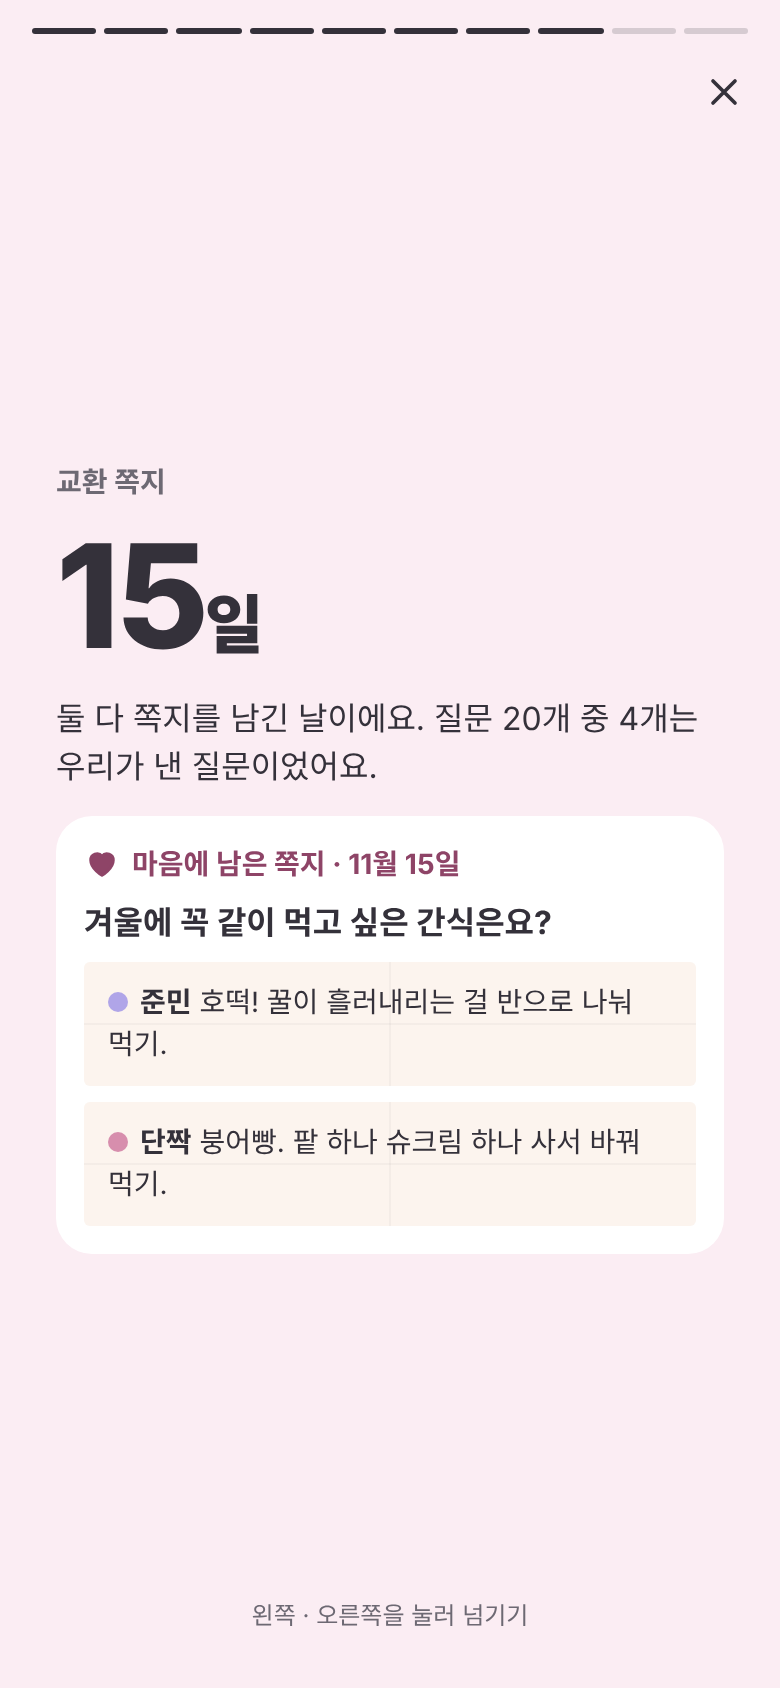 교환 쪽지
15일
둘 다 쪽지를 남긴 날이에요. 질문 20개 중 4개는
우리가 낸 질문이었어요.
마음에 남은 쪽지 · 11월 15일
겨울에 꼭 같이 먹고 싶은 간식은요?
준민 호떡! 꿀이 흘러내리는 걸 반으로 나눠
먹기.
단짝 붕어빵. 팥 하나 슈크림 하나 사서 바꿔
먹기.
왼쪽 · 오른쪽을 눌러 넘기기